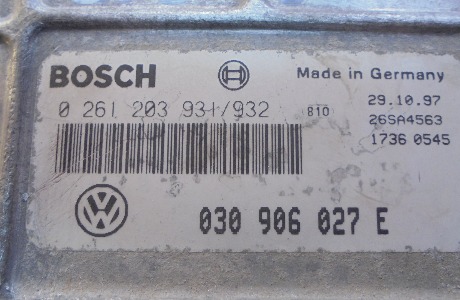 BOSCH Made in Germany
0 261 203 931/932 810 29.10.97
26SA4563
1736 0545
VW 030 906 027 E